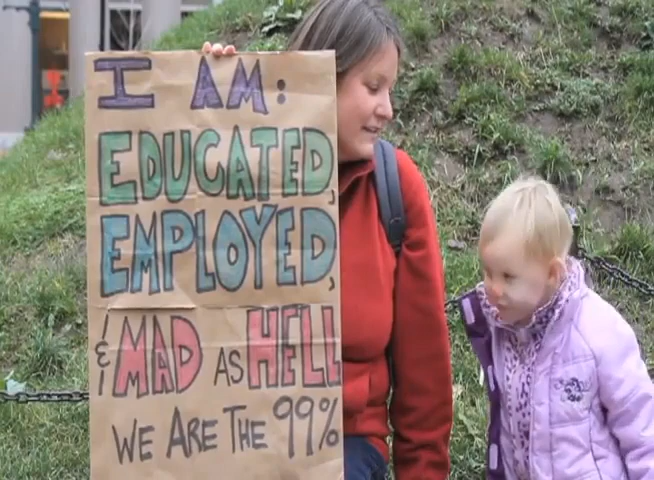 I AM:
EDUCATED,
EMPLOYED,
& MAD AS HELL
WE ARE THE 99%